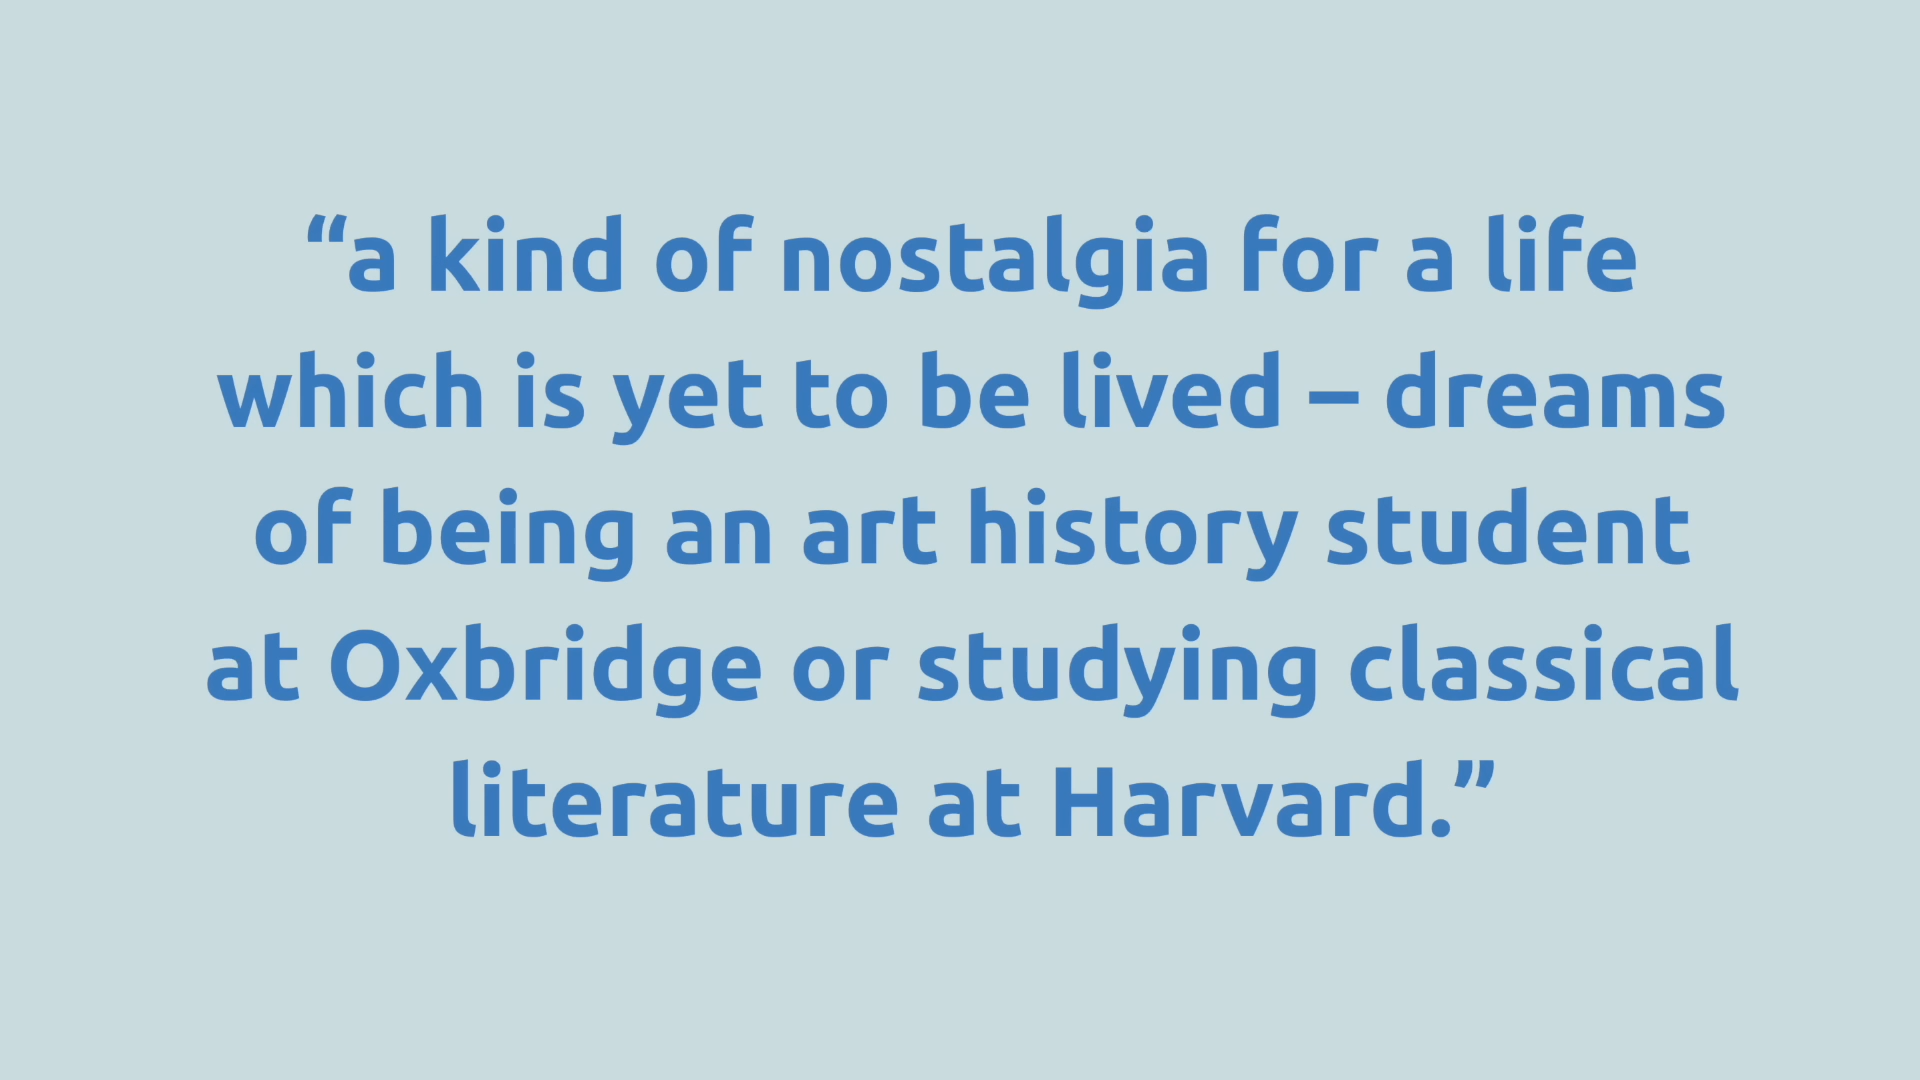 “a kind of nostalgia for a life
which is yet to be lived – dreams
of being an art history student
at Oxbridge or studying classical
literature at Harvard.”